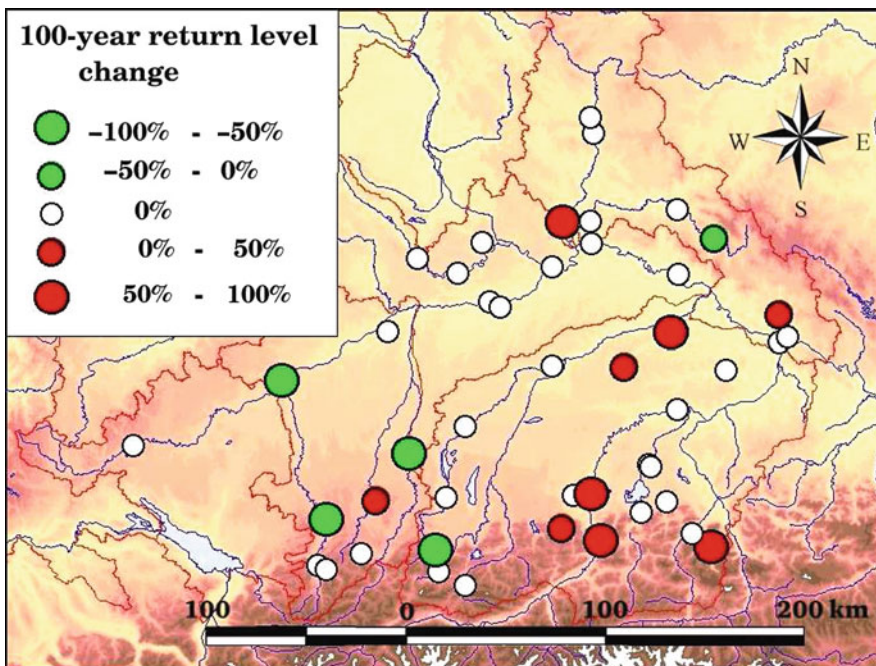 100-year return level
change
-100% - -50%
-50% - 0%
0%
0% - 50%
50% - 100%
N
W E
S
100 0 100 200 km